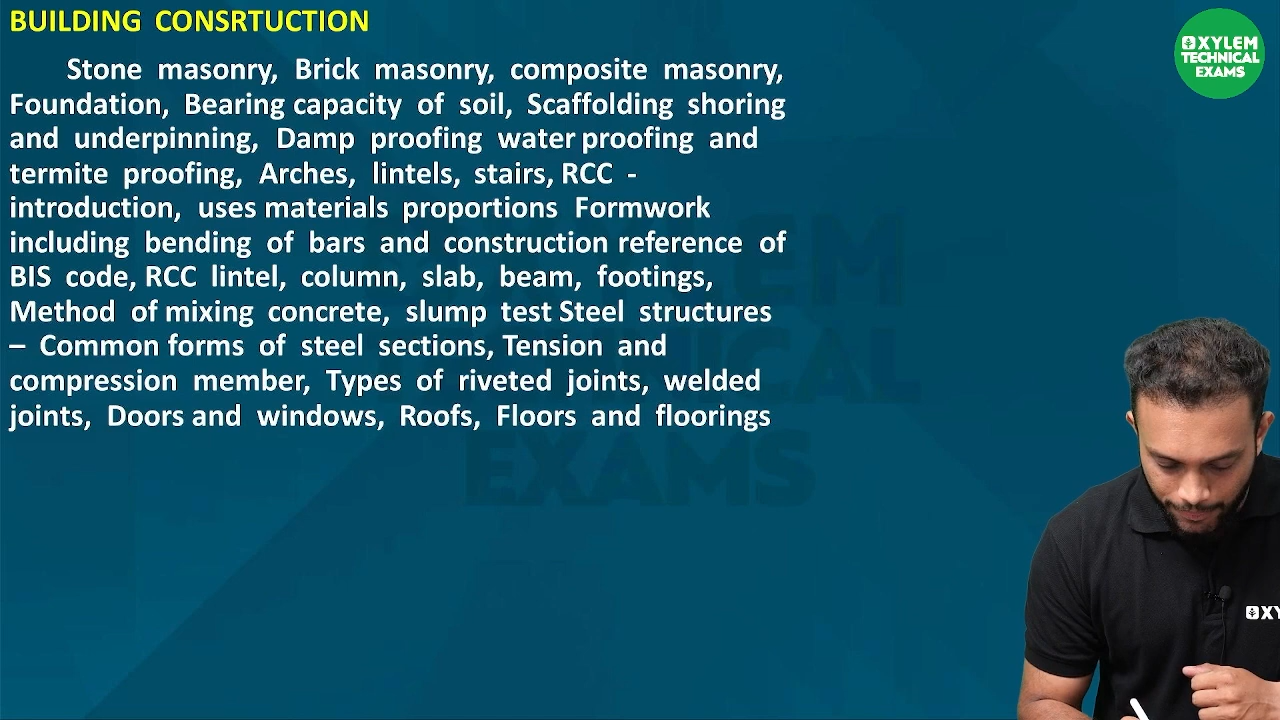 BUILDING CONSRTUCTION
Stone masonry, Brick masonry, composite masonry,
Foundation, Bearing capacity of soil, Scaffolding shoring
and underpinning, Damp proofing water proofing and
termite proofing, Arches, lintels, stairs, RCC -
introduction, uses materials proportions Formwork
including bending of bars and construction reference of
BIS code, RCC lintel, column, slab, beam, footings,
Method of mixing concrete, slump test Steel structures
– Common forms of steel sections, Tension and
compression member, Types of riveted joints, welded
joints, Doors and windows, Roofs, Floors and floorings
XYLEM
TECHNICAL
EXAMS
XYLEM
TECHNICAL
EXAMS
XY